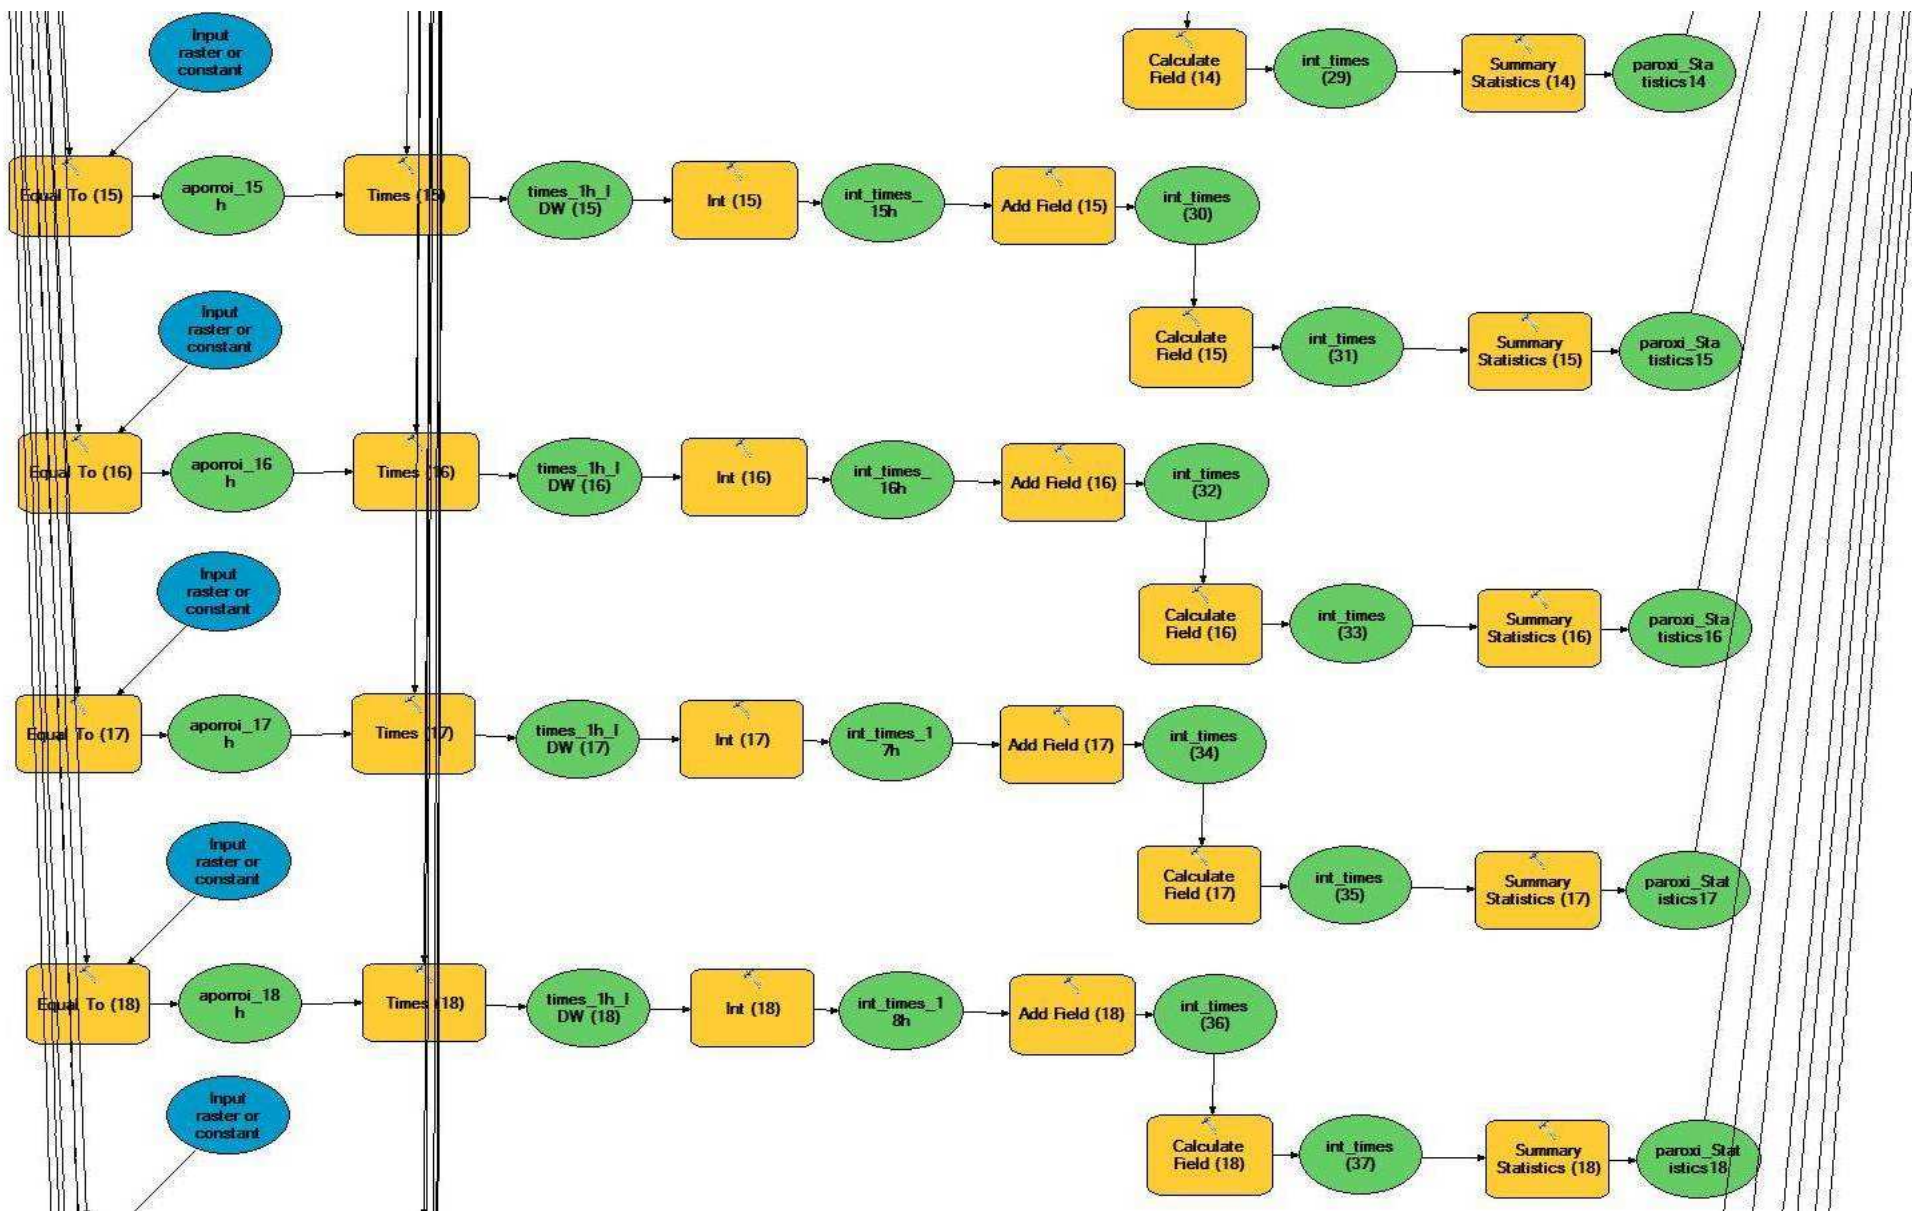 Input
raster or
constant
Calculate
Field (14)
int_times
(29)
Summary
Statistics (14)
paroxi_Sta
tistics14
Equal To (15)
aporroi_15
h
Times (15)
times_1h_I
DW (15)
Int (15)
int_times_
15h
Add Field (15)
int_times
(30)
Input
raster or
constant
Calculate
Field (15)
int_times
(31)
Summary
Statistics (15)
paroxi_Sta
tistics15
Equal To (16)
aporroi_16
h
Times (16)
times_1h_I
DW (16)
Int (16)
int_times_
16h
Add Field (16)
int_times
(32)
Input
raster or
constant
Calculate
Field (16)
int_times
(33)
Summary
Statistics (16)
paroxi_Sta
tistics16
Equal To (17)
aporroi_17
h
Times (17)
times_1h_I
DW (17)
Int (17)
int_times_1
7h
Add Field (17)
int_times
(34)
Input
raster or
constant
Calculate
Field (17)
int_times
(35)
Summary
Statistics (17)
paroxi_Stat
istics17
Equal To (18)
aporroi_18
h
Times (18)
times_1h_I
DW (18)
Int (18)
int_times_1
8h
Add Field (18)
int_times
(36)
Input
raster or
constant
Calculate
Field (18)
int_times
(37)
Summary
Statistics (18)
paroxi_Stat
istics18